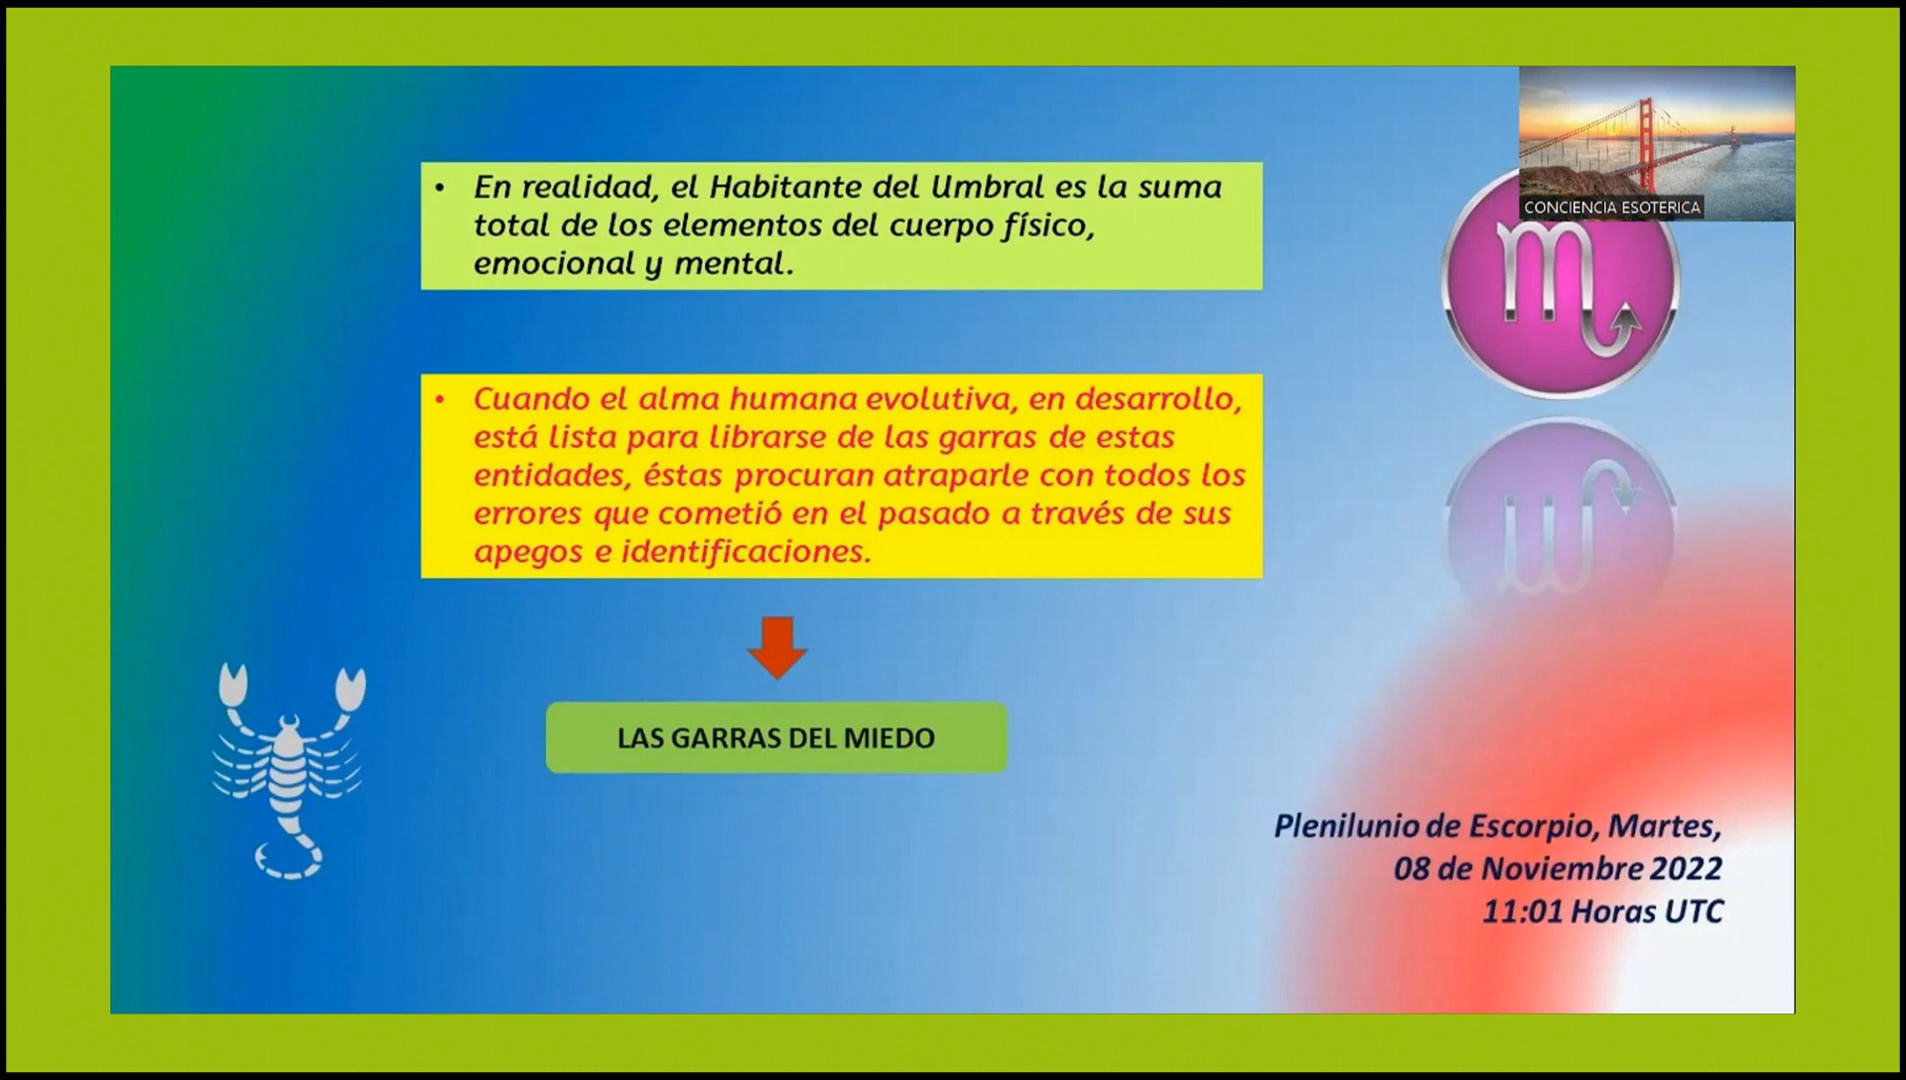 CONCIENCIA ESOTERICA
• En realidad, el Habitante del Umbral es la suma
total de los elementos del cuerpo físico,
emocional y mental.
• Cuando el alma humana evolutiva, en desarrollo,
está lista para librarse de las garras de estas
entidades, éstas procuran atraparle con todos los
errores que cometió en el pasado a través de sus
apegos e identificaciones.
LAS GARRAS DEL MIEDO
Plenilunio de Escorpio, Martes,
08 de Noviembre 2022
11:01 Horas UTC